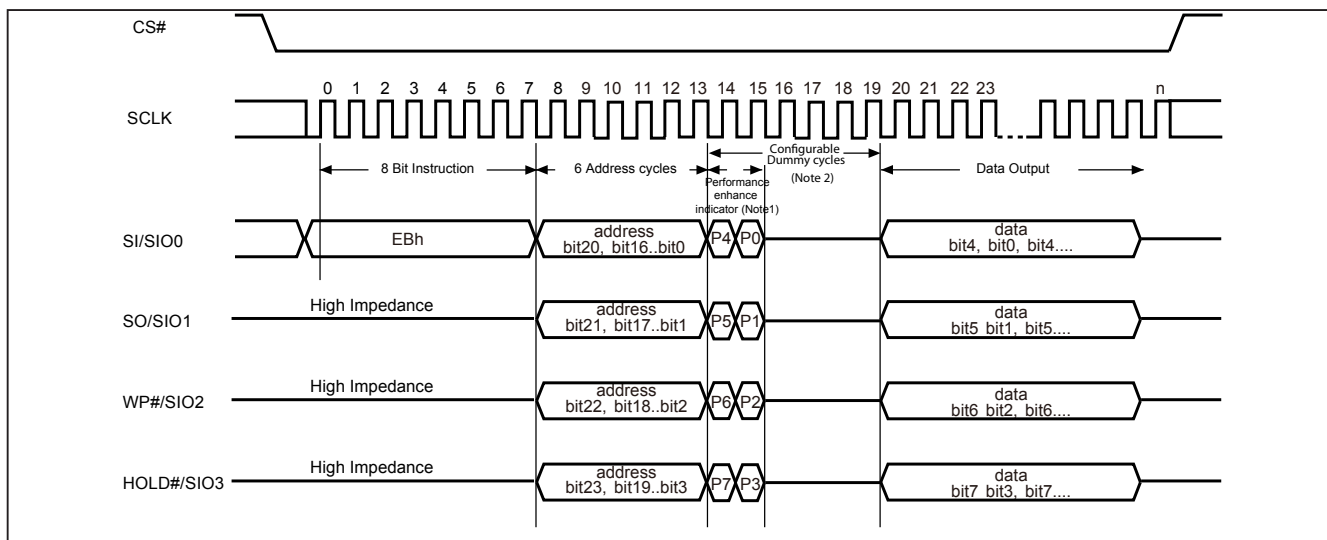 CS#
0 1 2 3 4 5 6 7 8 9 10 11 12 13 14 15 16 17 18 19 20 21 22 23 n
SCLK
8 Bit Instruction
6 Address cycles
Configurable
Dummy cycles
(Note 2)
Data Output
Performance
enhance
indicator (Note1)
SI/SIO0
EBh
address
bit20, bit16..bit0
P4 P0
data
bit4, bit0, bit4....
SO/SIO1
High Impedance
address
bit21, bit17..bit1
P5 P1
data
bit5 bit1, bit5....
WP#/SIO2
High Impedance
address
bit22, bit18..bit2
P6 P2
data
bit6 bit2, bit6....
HOLD#/SIO3
High Impedance
address
bit23, bit19..bit3
P7 P3
data
bit7 bit3, bit7....